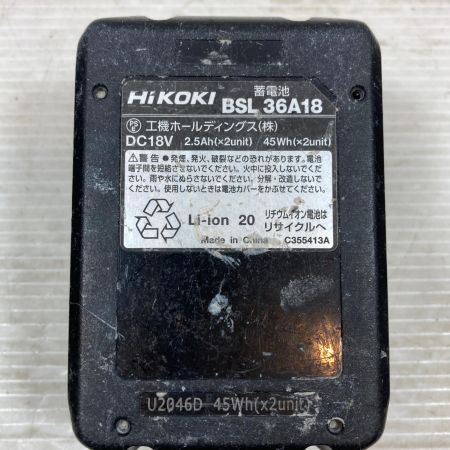 蓄電池
HiKOKI BSL 36A18
PSE 工機ホールディングス(株)
DC18V 2.5Ah(×2unit) 45Wh(×2unit)
警告 ●発煙、発火、破裂などの恐れがあります。電池
端子間を短絡させないでください。火中に投入しないでくだ
さい。雨や水にぬらさないでください。分解・改造しないで
ください。使用しないときは電池カバーをかぶせてください。
Li-ion 20
リチウムイオン電池は
リサイクルへ
Made in China C355413A
U2046D 45Wh(x2unit)